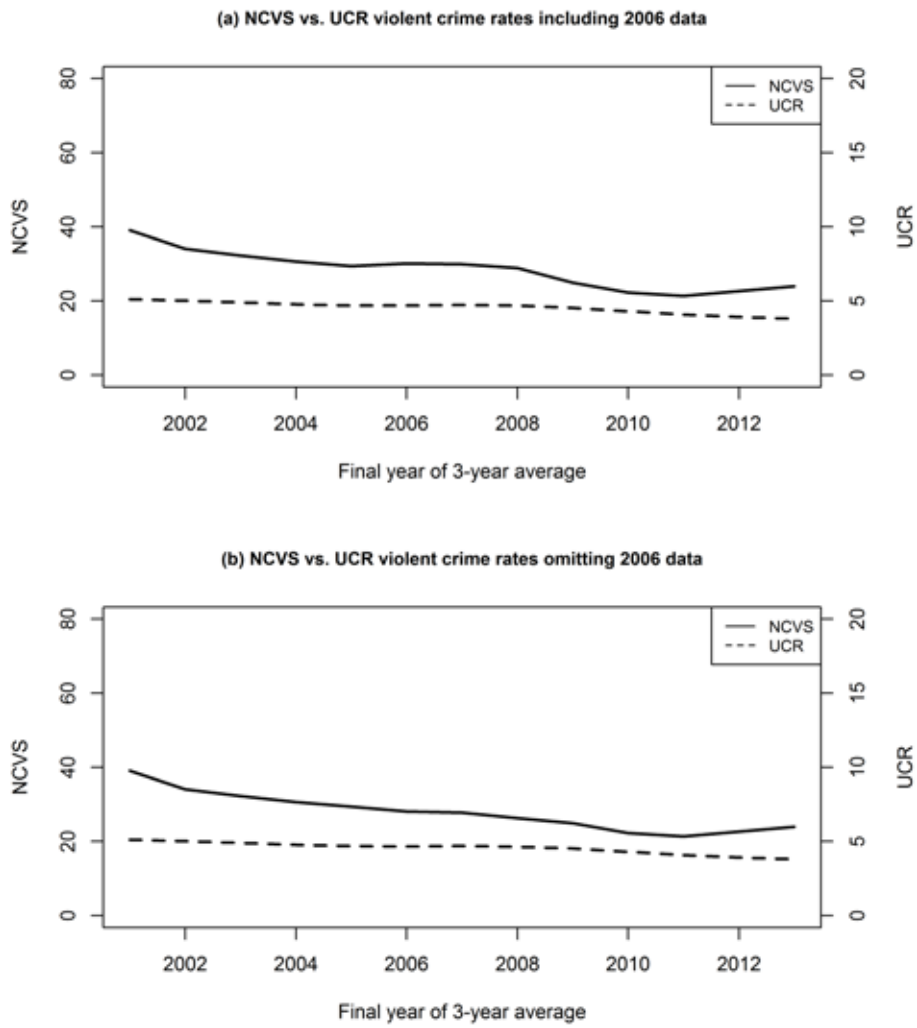 (a) NCVS vs. UCR violent crime rates including 2006 data
NCVS
UCR
80
60
40
20
0
NCVS
20
15
10
5
0
UCR
2002 2004 2006 2008 2010 2012
Final year of 3-year average
(b) NCVS vs. UCR violent crime rates omitting 2006 data
NCVS
UCR
80
60
40
20
0
NCVS
20
15
10
5
0
UCR
2002 2004 2006 2008 2010 2012
Final year of 3-year average